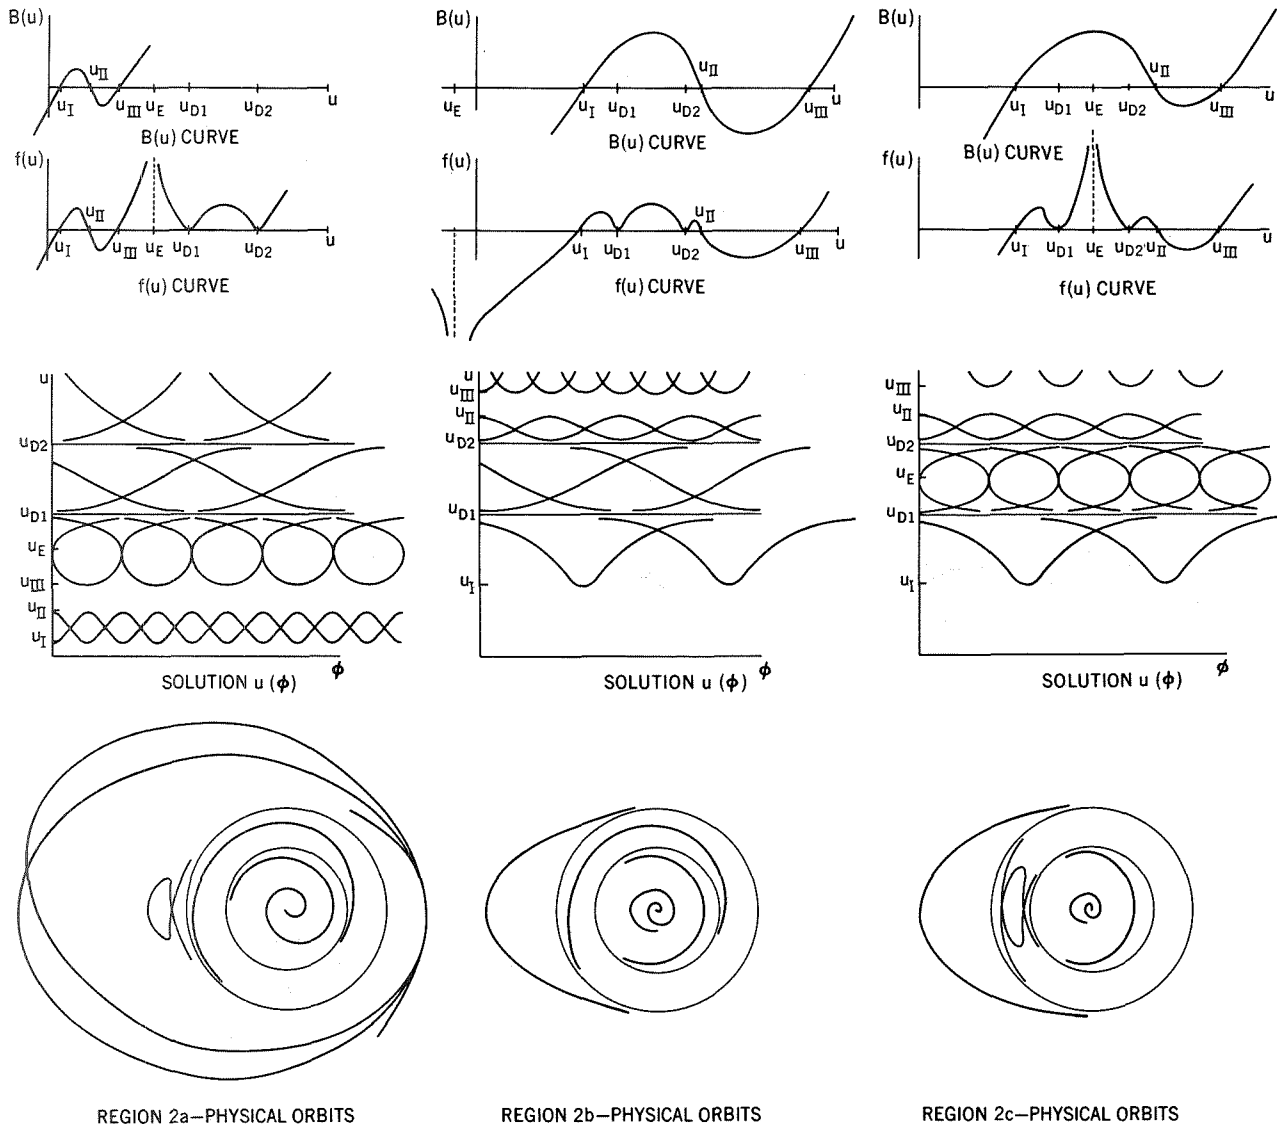 B(u)
u_II
u_I
u_III
u_E
u_D1
u_D2
u
B(u) CURVE
f(u)
u_II
u_I
u_III
u_E
u_D1
u_D2
u
f(u) CURVE
B(u)
u_E
u_I
u_D1
u_D2
u_II
u_III
u
B(u) CURVE
f(u)
u_I
u_D1
u_D2
u_II
u_III
u
f(u) CURVE
B(u)
u_I
u_D1
u_E
u_D2
u_II
u_III
u
B(u) CURVE
f(u)
u_I
u_D1
u_E
u_D2
u_II
u_III
u
f(u) CURVE
u
u_D2
u_D1
u_E
u_III
u_II
u_I
ϕ
SOLUTION u (ϕ)
u
u_III
u_II
u_D2
u_D1
u_I
ϕ
SOLUTION u (ϕ)
u_III
u_II
u_D2
u_E
u_D1
u_I
ϕ
SOLUTION u (ϕ)
REGION 2a—PHYSICAL ORBITS
REGION 2b—PHYSICAL ORBITS
REGION 2c—PHYSICAL ORBITS